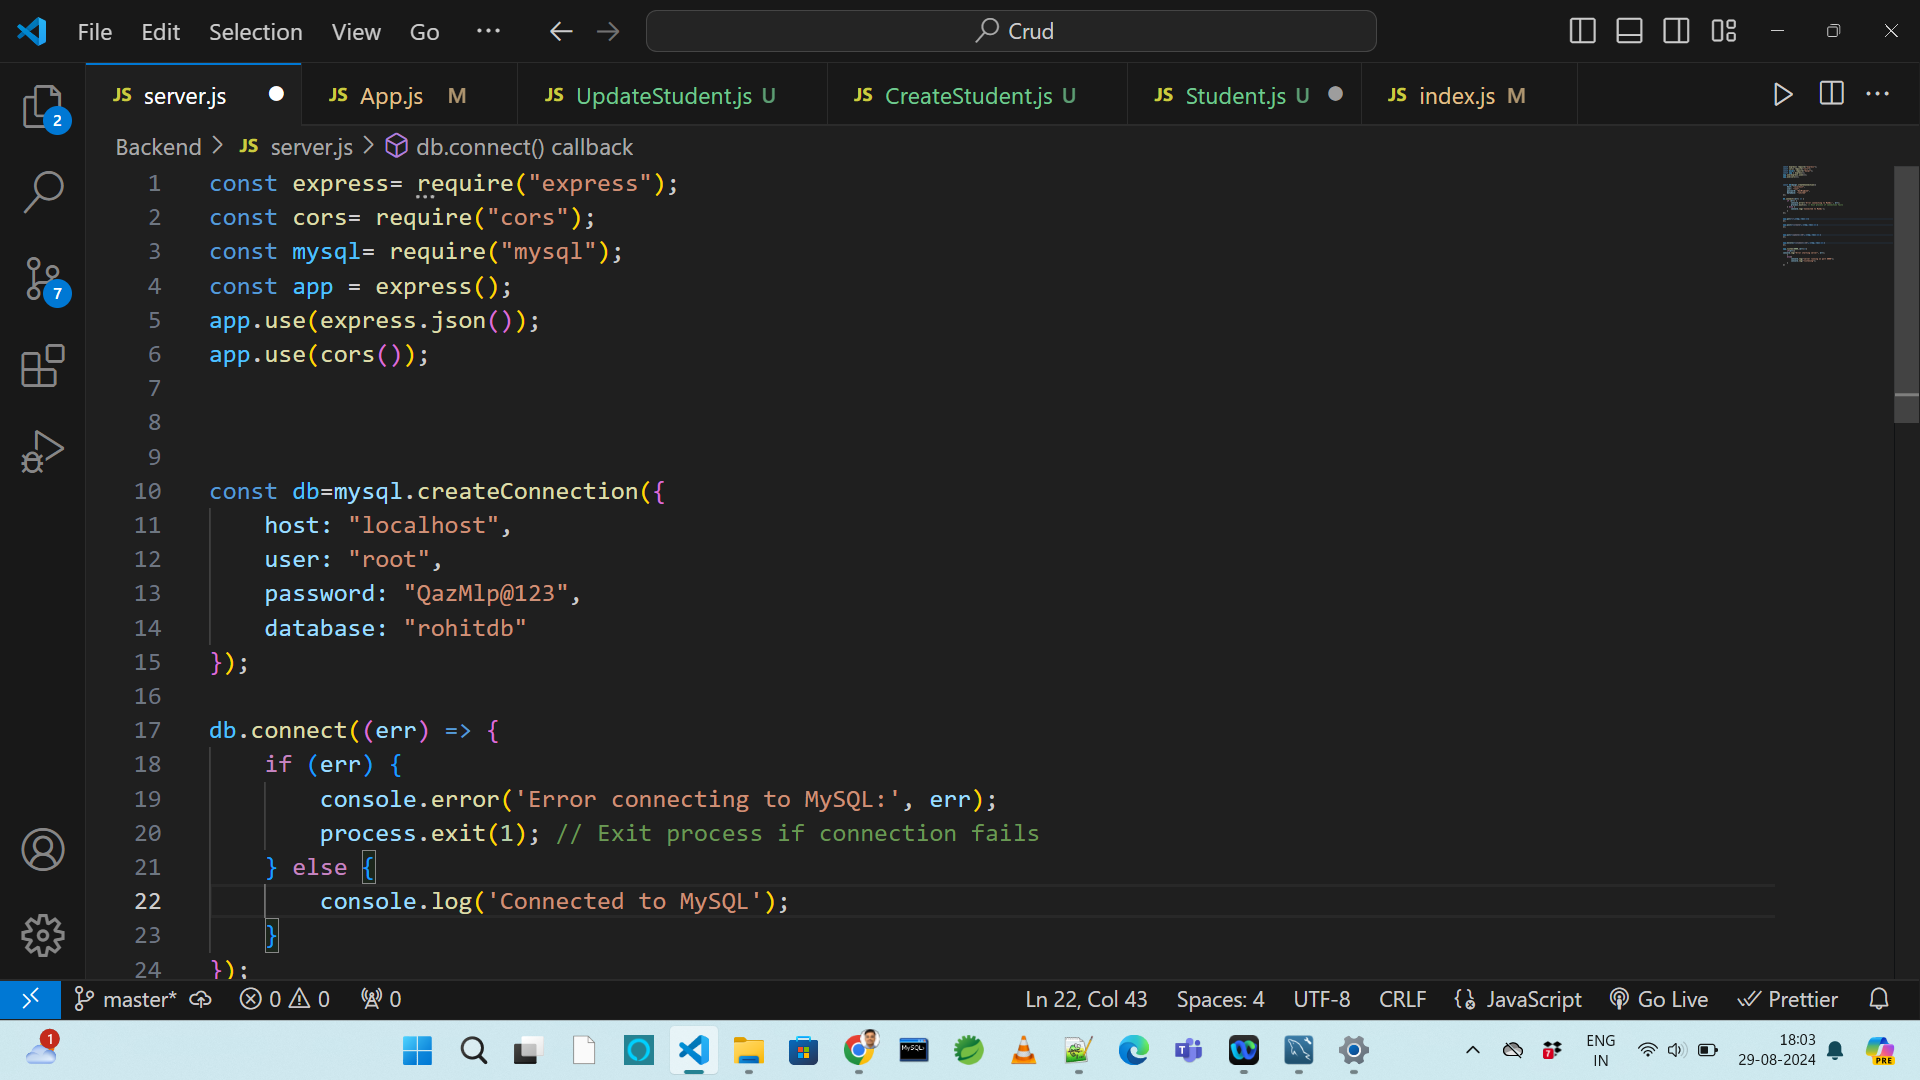 File Edit Selection View Go ··· Crud
JS server.js JS App.js M JS UpdateStudent.js U JS CreateStudent.js U JS Student.js U JS index.js M
Backend > JS server.js > db.connect() callback
1 const express= require("express");
2 const cors= require("cors");
3 const mysql= require("mysql");
4 const app = express();
5 app.use(express.json());
6 app.use(cors());
7
8
9
10 const db=mysql.createConnection({
11 host: "localhost",
12 user: "root",
13 password: "QazMlp@123",
14 database: "rohitdb"
15 });
16
17 db.connect((err) => {
18 if (err) {
19 console.error('Error connecting to MySQL:', err);
20 process.exit(1); // Exit process if connection fails
21 } else {
22 console.log('Connected to MySQL');
23 }
24 });
2
7
master* 0 0 0 Ln 22, Col 43 Spaces: 4 UTF-8 CRLF JavaScript Go Live Prettier
1 7 ENG IN 18:03 29-08-2024 PRE